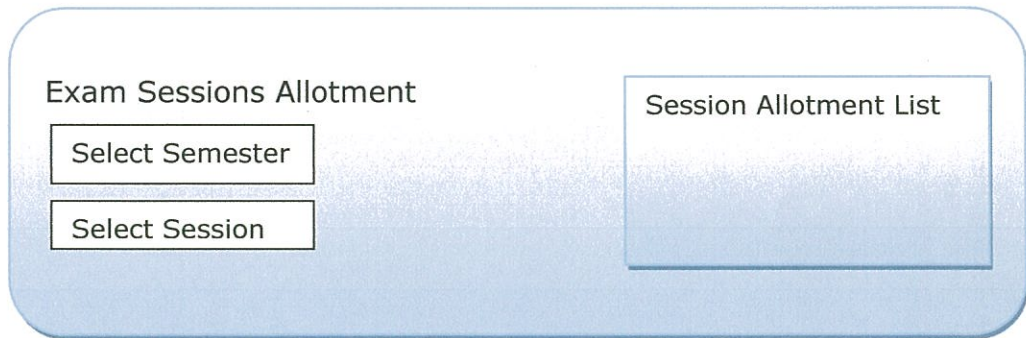 Exam Sessions Allotment
Select Semester
Select Session
Session Allotment List